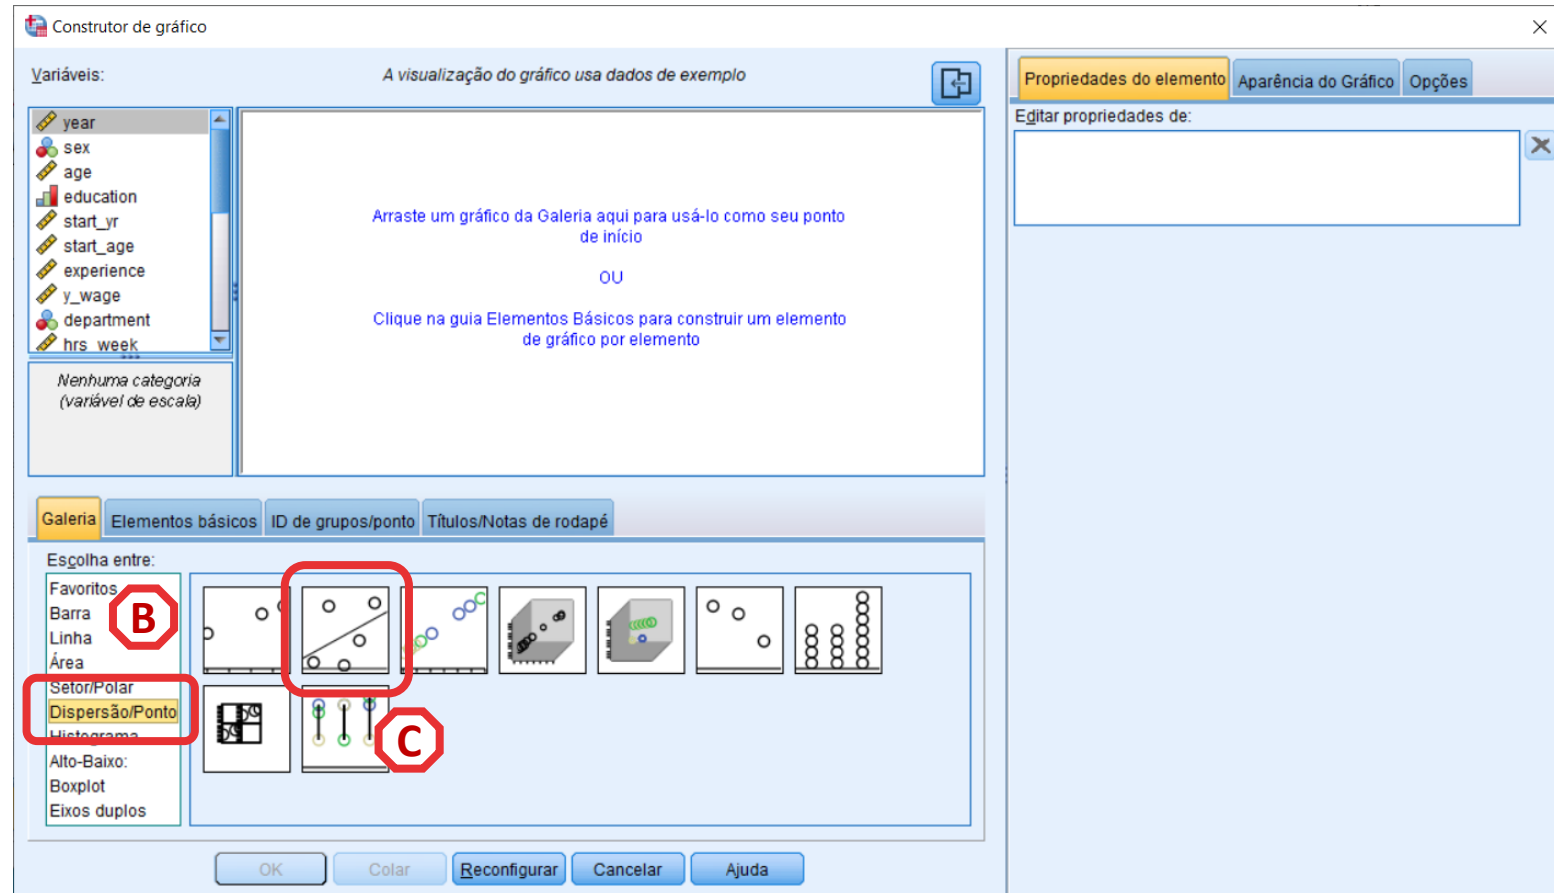 Construtor de gráfico
Variáveis:
A visualização do gráfico usa dados de exemplo
year
sex
age
education
start_yr
start_age
experience
y_wage
department
hrs_week
Nenhuma categoria
(variável de escala)
Arraste um gráfico da Galeria aqui para usá-lo como seu ponto
de início
OU
Clique na guia Elementos Básicos para construir um elemento
de gráfico por elemento
Propriedades do elemento
Aparência do Gráfico
Opções
Editar propriedades de:
Galeria
Elementos básicos
ID de grupos/ponto
Títulos/Notas de rodapé
Escolha entre:
Favoritos
Barra
Linha
Área
Setor/Polar
Dispersão/Ponto
Histograma
Alto-Baixo:
Boxplot
Eixos duplos
B
C
OK
Colar
Reconfigurar
Cancelar
Ajuda